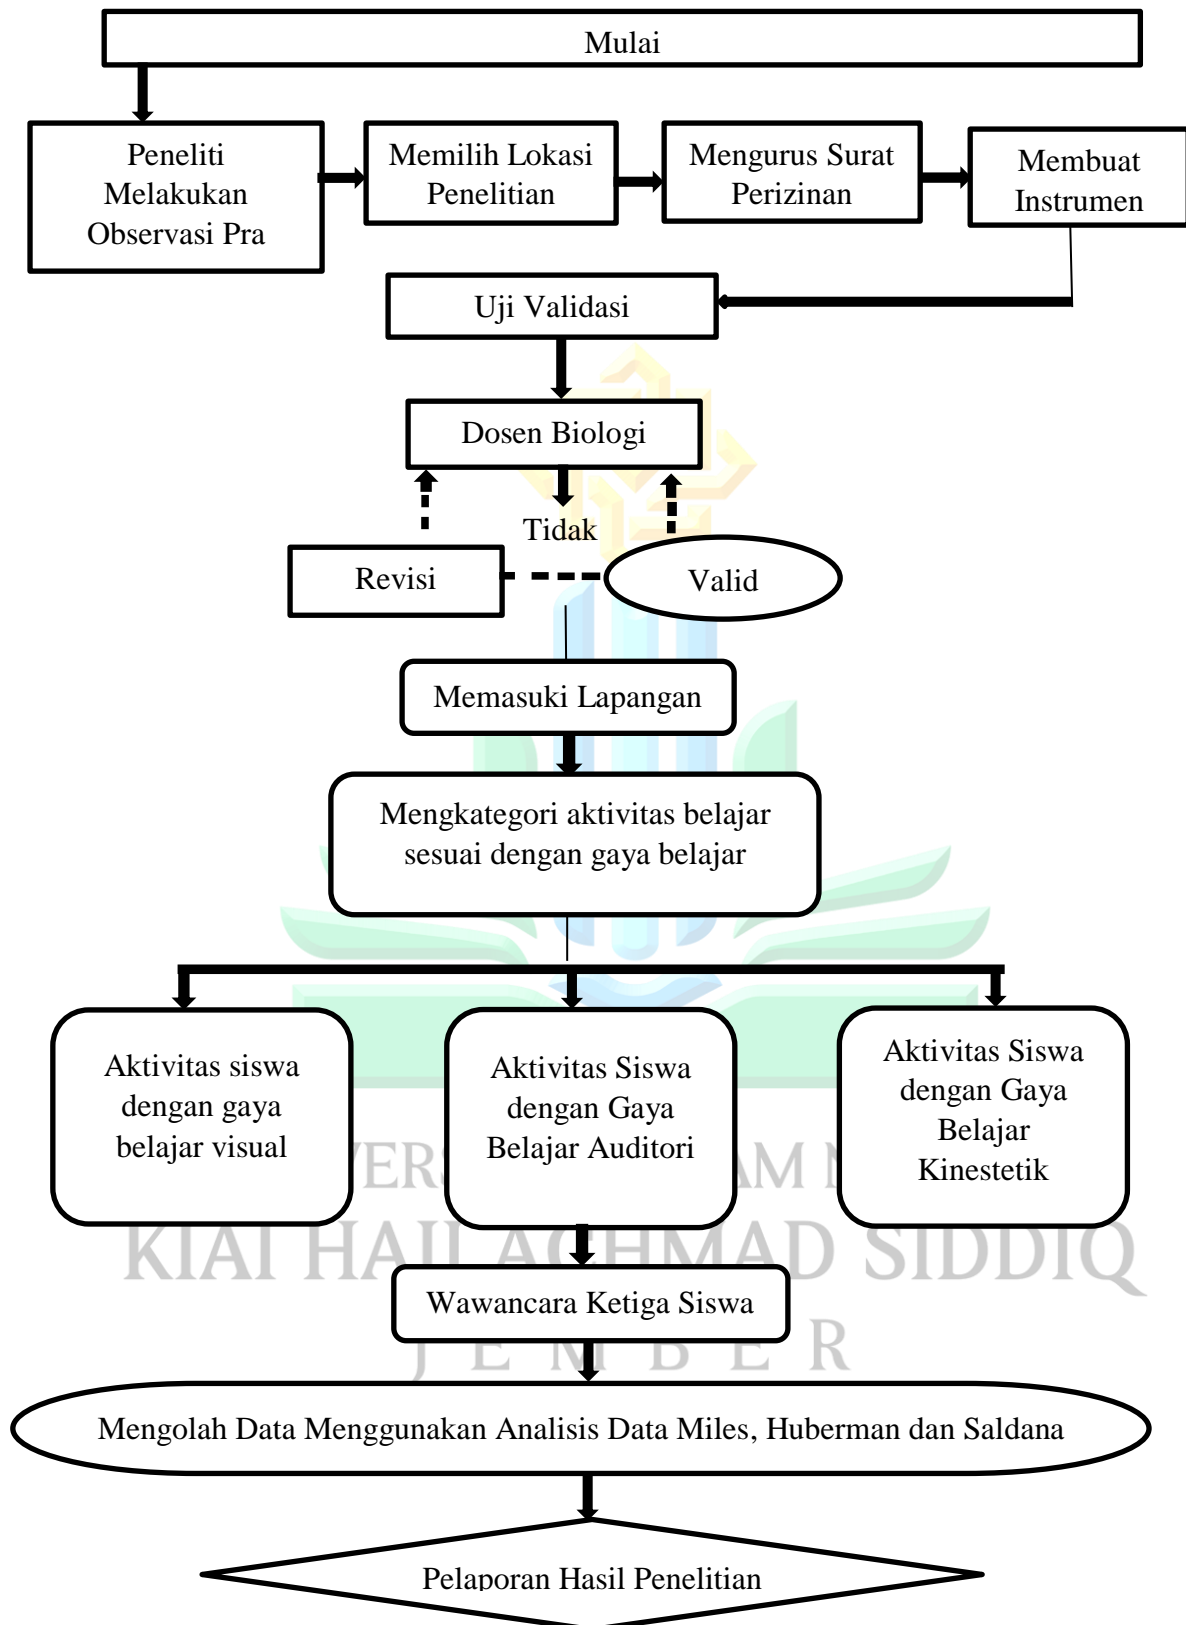 Mulai
Peneliti
Melakukan
Observasi Pra
Memilih Lokasi
Penelitian
Mengurus Surat
Perizinan
Membuat
Instrumen
Uji Validasi
Dosen Biologi
Tidak
Revisi
Valid
Memasuki Lapangan
Mengkategori aktivitas belajar
sesuai dengan gaya belajar
Aktivitas siswa
dengan gaya
belajar visual
Aktivitas Siswa
dengan Gaya
Belajar Auditori
Aktivitas Siswa
dengan Gaya
Belajar
Kinestetik
KIAI HAJI ACHMAD SIDDIQ
Wawancara Ketiga Siswa
JEMBER
Mengolah Data Menggunakan Analisis Data Miles, Huberman dan Saldana
Pelaporan Hasil Penelitian